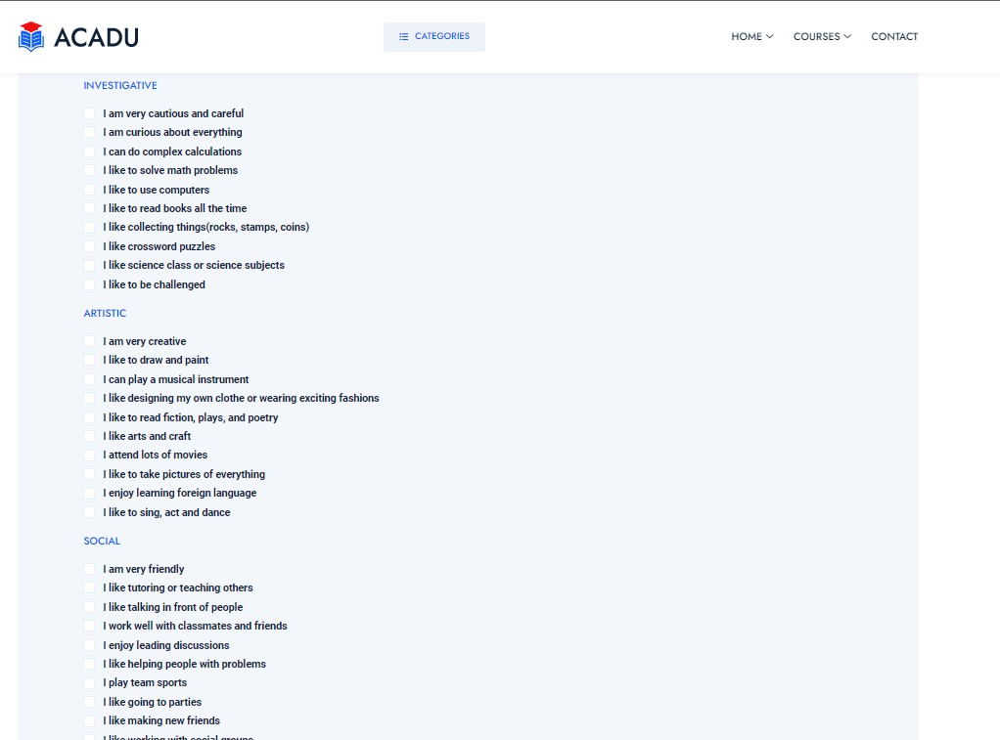 ACADU
CATEGORIES
HOME
COURSES
CONTACT
INVESTIGATIVE
I am very cautious and careful
I am curious about everything
I can do complex calculations
I like to solve math problems
I like to use computers
I like to read books all the time
I like collecting things(rocks, stamps, coins)
I like crossword puzzles
I like science class or science subjects
I like to be challenged
ARTISTIC
I am very creative
I like to draw and paint
I can play a musical instrument
I like designing my own clothe or wearing exciting fashions
I like to read fiction, plays, and poetry
I like arts and craft
I attend lots of movies
I like to take pictures of everything
I enjoy learning foreign language
I like to sing, act and dance
SOCIAL
I am very friendly
I like tutoring or teaching others
I like talking in front of people
I work well with classmates and friends
I enjoy leading discussions
I like helping people with problems
I play team sports
I like going to parties
I like making new friends
I like working with social groups